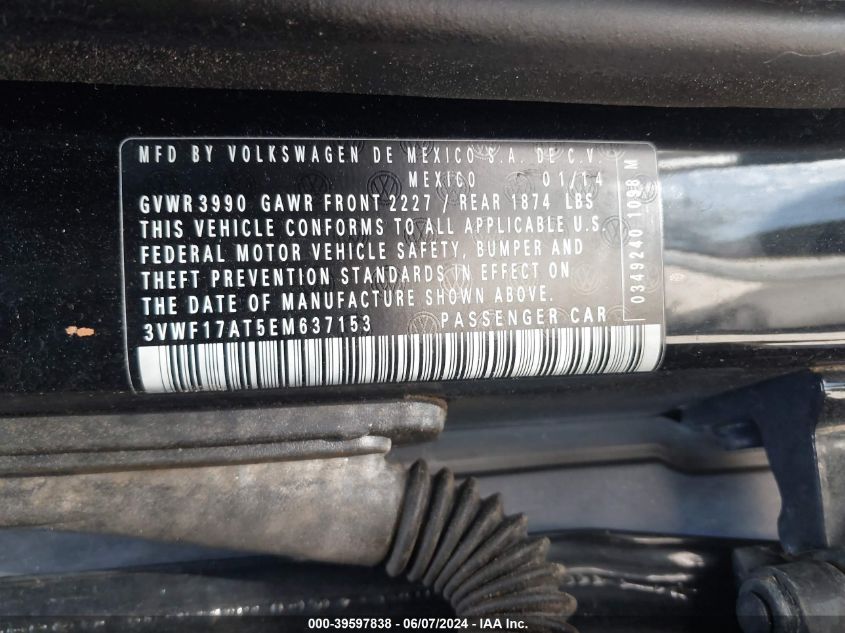 MFD BY VOLKSWAGEN DE MEXICO S.A. DE C.V.
MEXICO 01/14
GVWR 3990 GAWR FRONT 2227 / REAR 1874 LBS
THIS VEHICLE CONFORMS TO ALL APPLICABLE U.S.
FEDERAL MOTOR VEHICLE SAFETY, BUMPER AND
THEFT PREVENTION STANDARDS IN EFFECT ON
THE DATE OF MANUFACTURE SHOWN ABOVE.
3VWF17AT5EM637153 PASSENGER CAR
0349240 1098 M
000-39597838 - 06/07/2024 - IAA Inc.